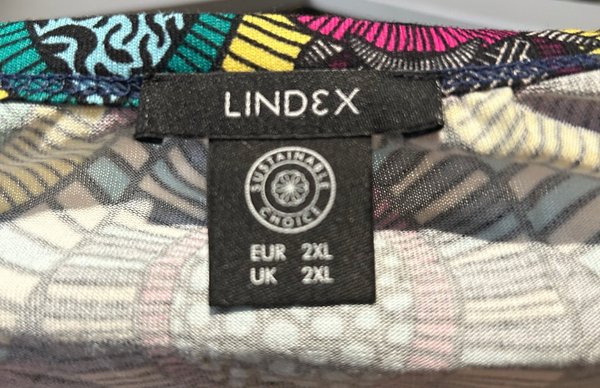 LINDEX
SUSTAINABLE
CHOICE
EUR 2XL
UK 2XL